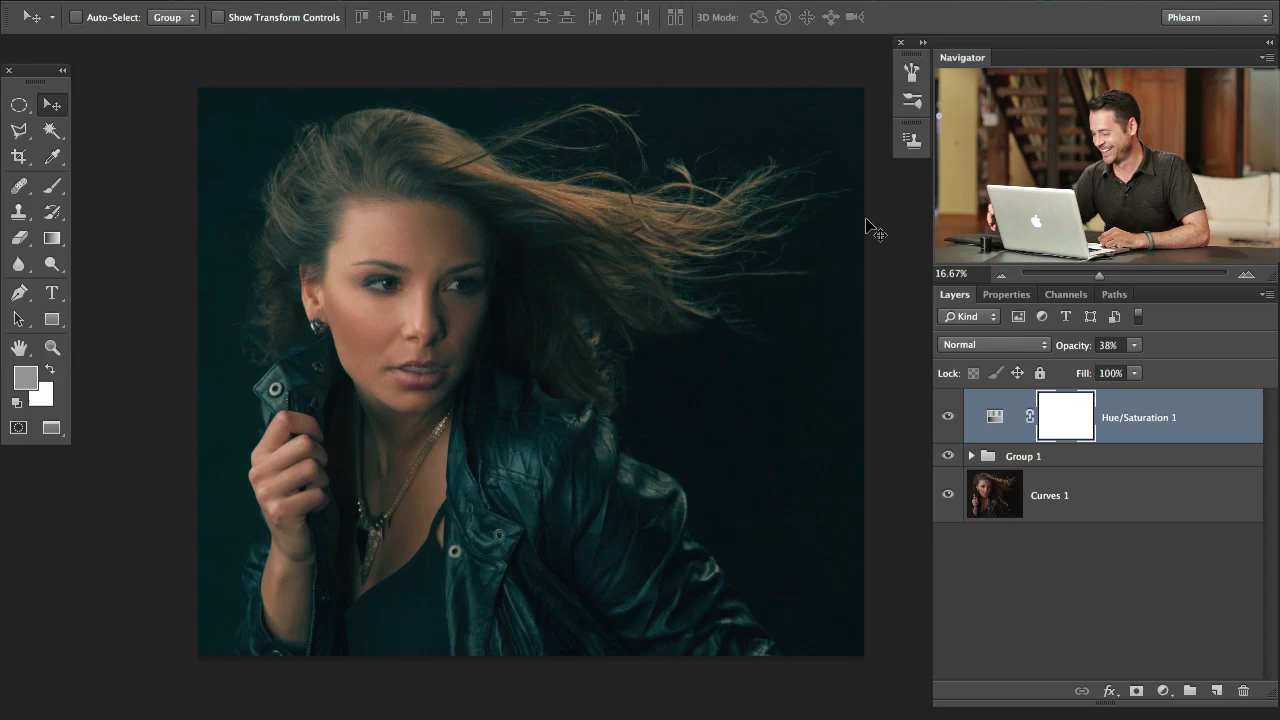 Auto-Select: Group Show Transform Controls 3D Mode: Phlearn
Navigator
16.67%
Layers Properties Channels Paths
Kind
Normal Opacity: 38%
Lock: Fill: 100%
Hue/Saturation 1
Group 1
Curves 1